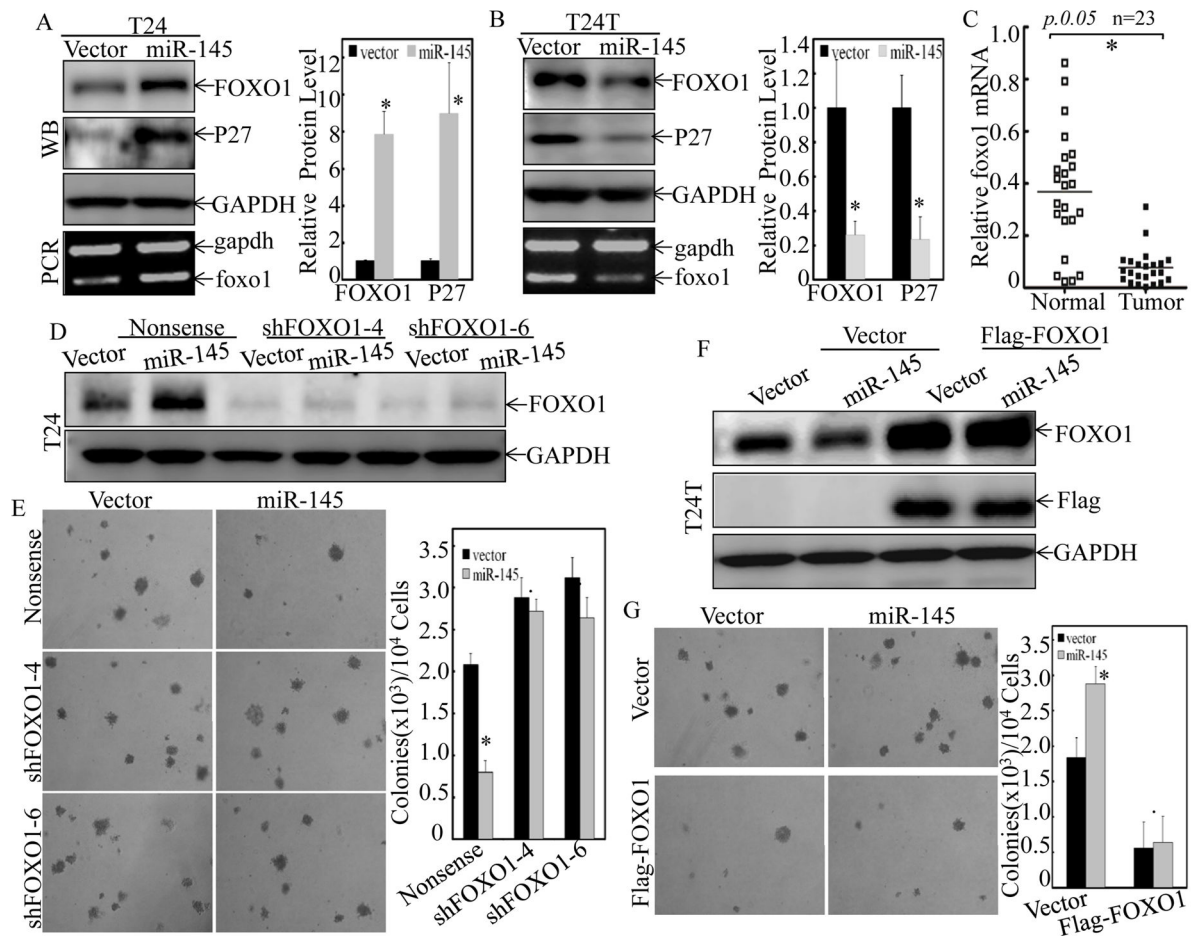 A
T24
Vector miR-145
FOXO1
P27
GAPDH
gapdh
foxo1
WB
PCR
Relative Protein Level
vector miR-145
10
8
6
4
2
0
* *
FOXO1 P27
B
T24T
Vector miR-145
FOXO1
P27
GAPDH
gapdh
foxo1
Relative Protein Level
vector miR-145
1.4
1.2
1.0
0.8
0.6
0.4
0.2
0
* *
FOXO1 P27
C
p.0.05 n=23
*
Relative foxo1 mRNA
1.0
0.8
0.6
0.4
0.2
0
Normal Tumor
D
Nonsense shFOXO1-4 shFOXO1-6
Vector miR-145 Vector miR-145 Vector miR-145
T24
FOXO1
GAPDH
E
Vector miR-145
Nonsense
shFOXO1-4
shFOXO1-6
Colonies(x10³)/10⁴ Cells
vector
miR-145
3.5
3.0
2.5
2.0
1.5
1.0
0.5
0
*
Nonsense
shFOXO1-4
shFOXO1-6
F
Vector Flag-FOXO1
Vector miR-145 Vector miR-145
T24T
FOXO1
Flag
GAPDH
G
Vector miR-145
Vector
Flag-FOXO1
Colonies(x10³)/10⁴ Cells
vector
miR-145
3.5
3.0
2.5
2.0
1.5
1.0
0.5
0
*
Vector
Flag-FOXO1